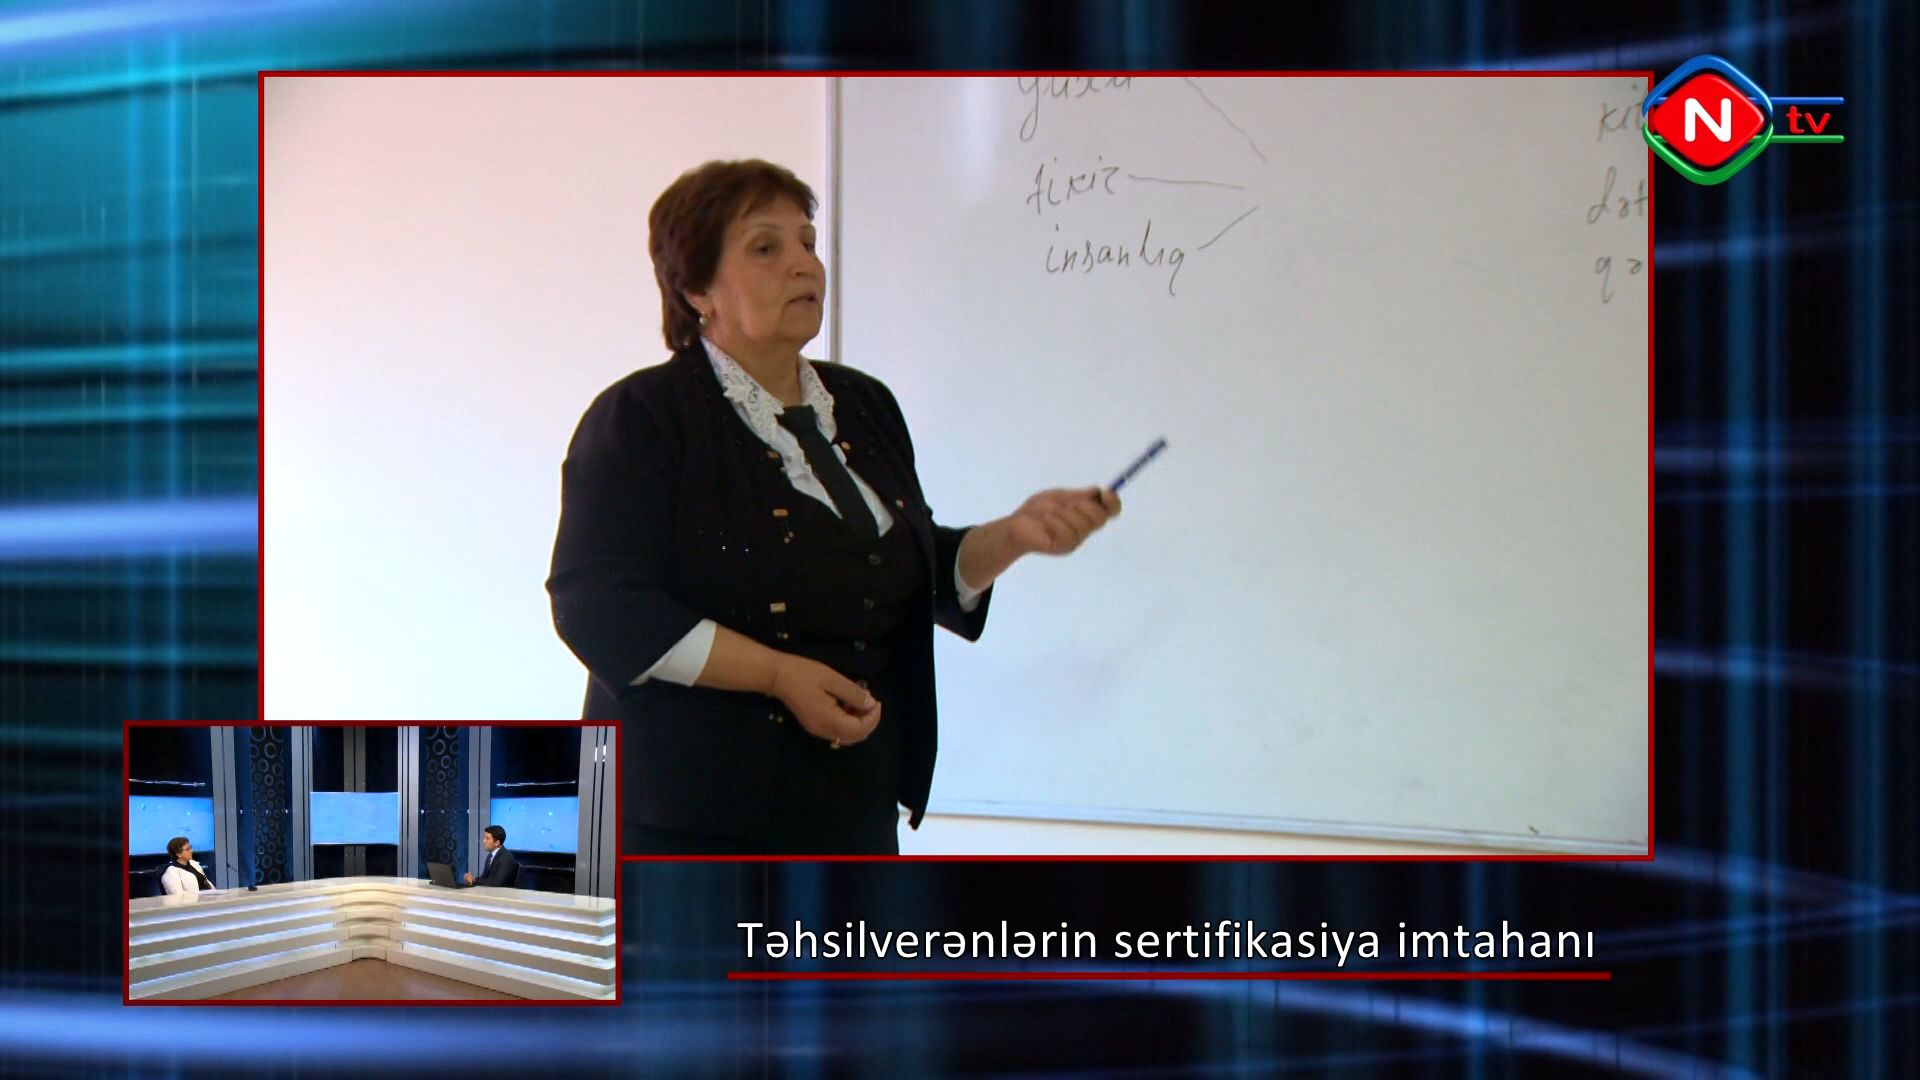 N tv
fikir
insanlıq
Təhsilverənlərin sertifikasiya imtahanı